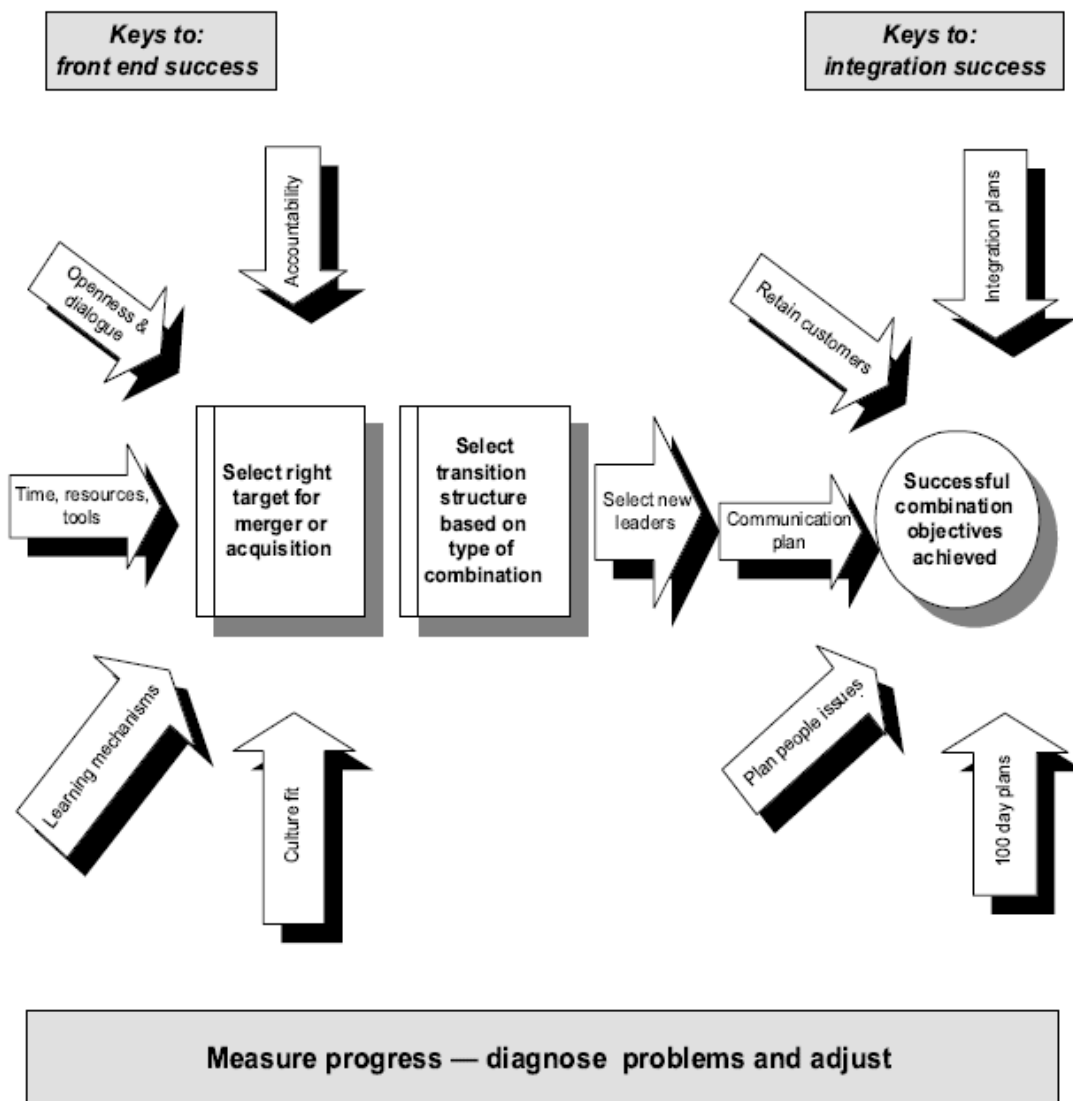 Keys to:
front end success
Keys to:
integration success
Accountability
Openness &
dialogue
Time, resources,
tools
Learning mechanisms
Culture fit
Select right
target for
merger or
acquisition
Select
transition
structure
based on
type of
combination
Select new
leaders
Communication
plan
Integration plans
Retain customers
Successful
combination
objectives
achieved
Plan people issues
100 day plans
Measure progress — diagnose problems and adjust